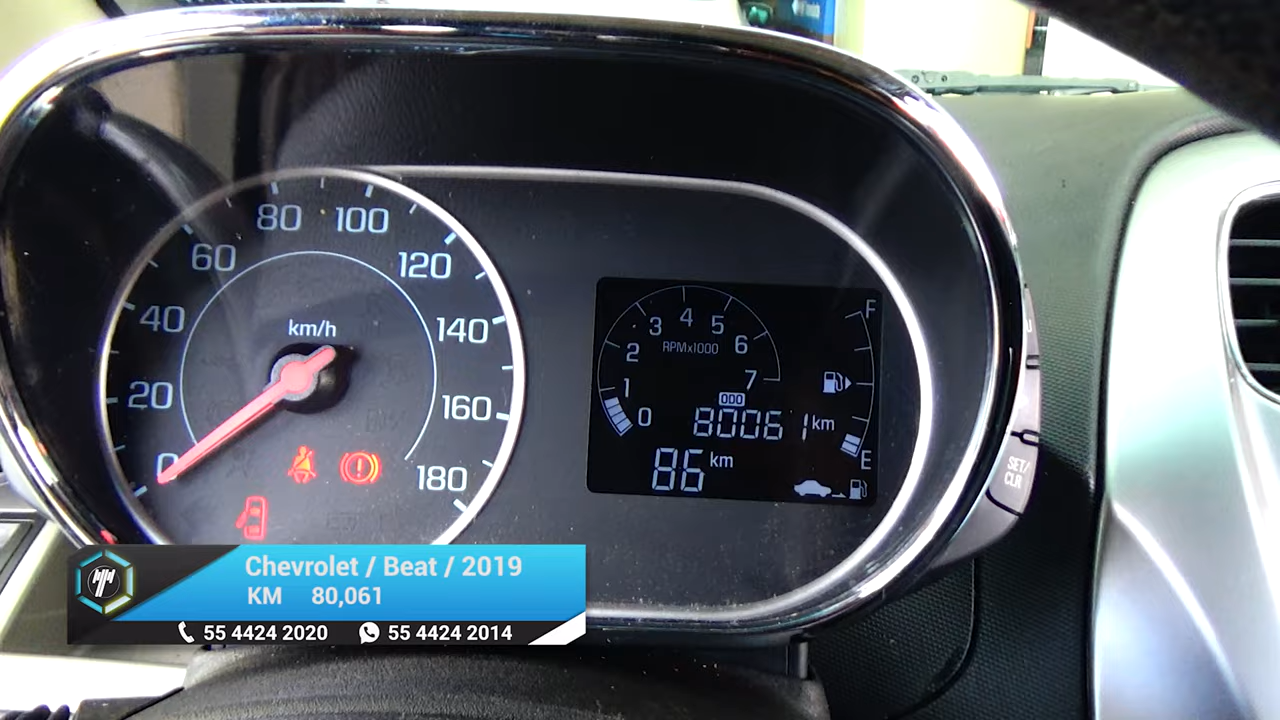 80 100
60 120
40 140
km/h
20 160
0 180
4
3 5
2 6
RPMx1000
1 7
0
F
ODO
80061 km
86 km
E
SET/
CLR
Chevrolet / Beat / 2019
KM 80,061
55 4424 2020 55 4424 2014